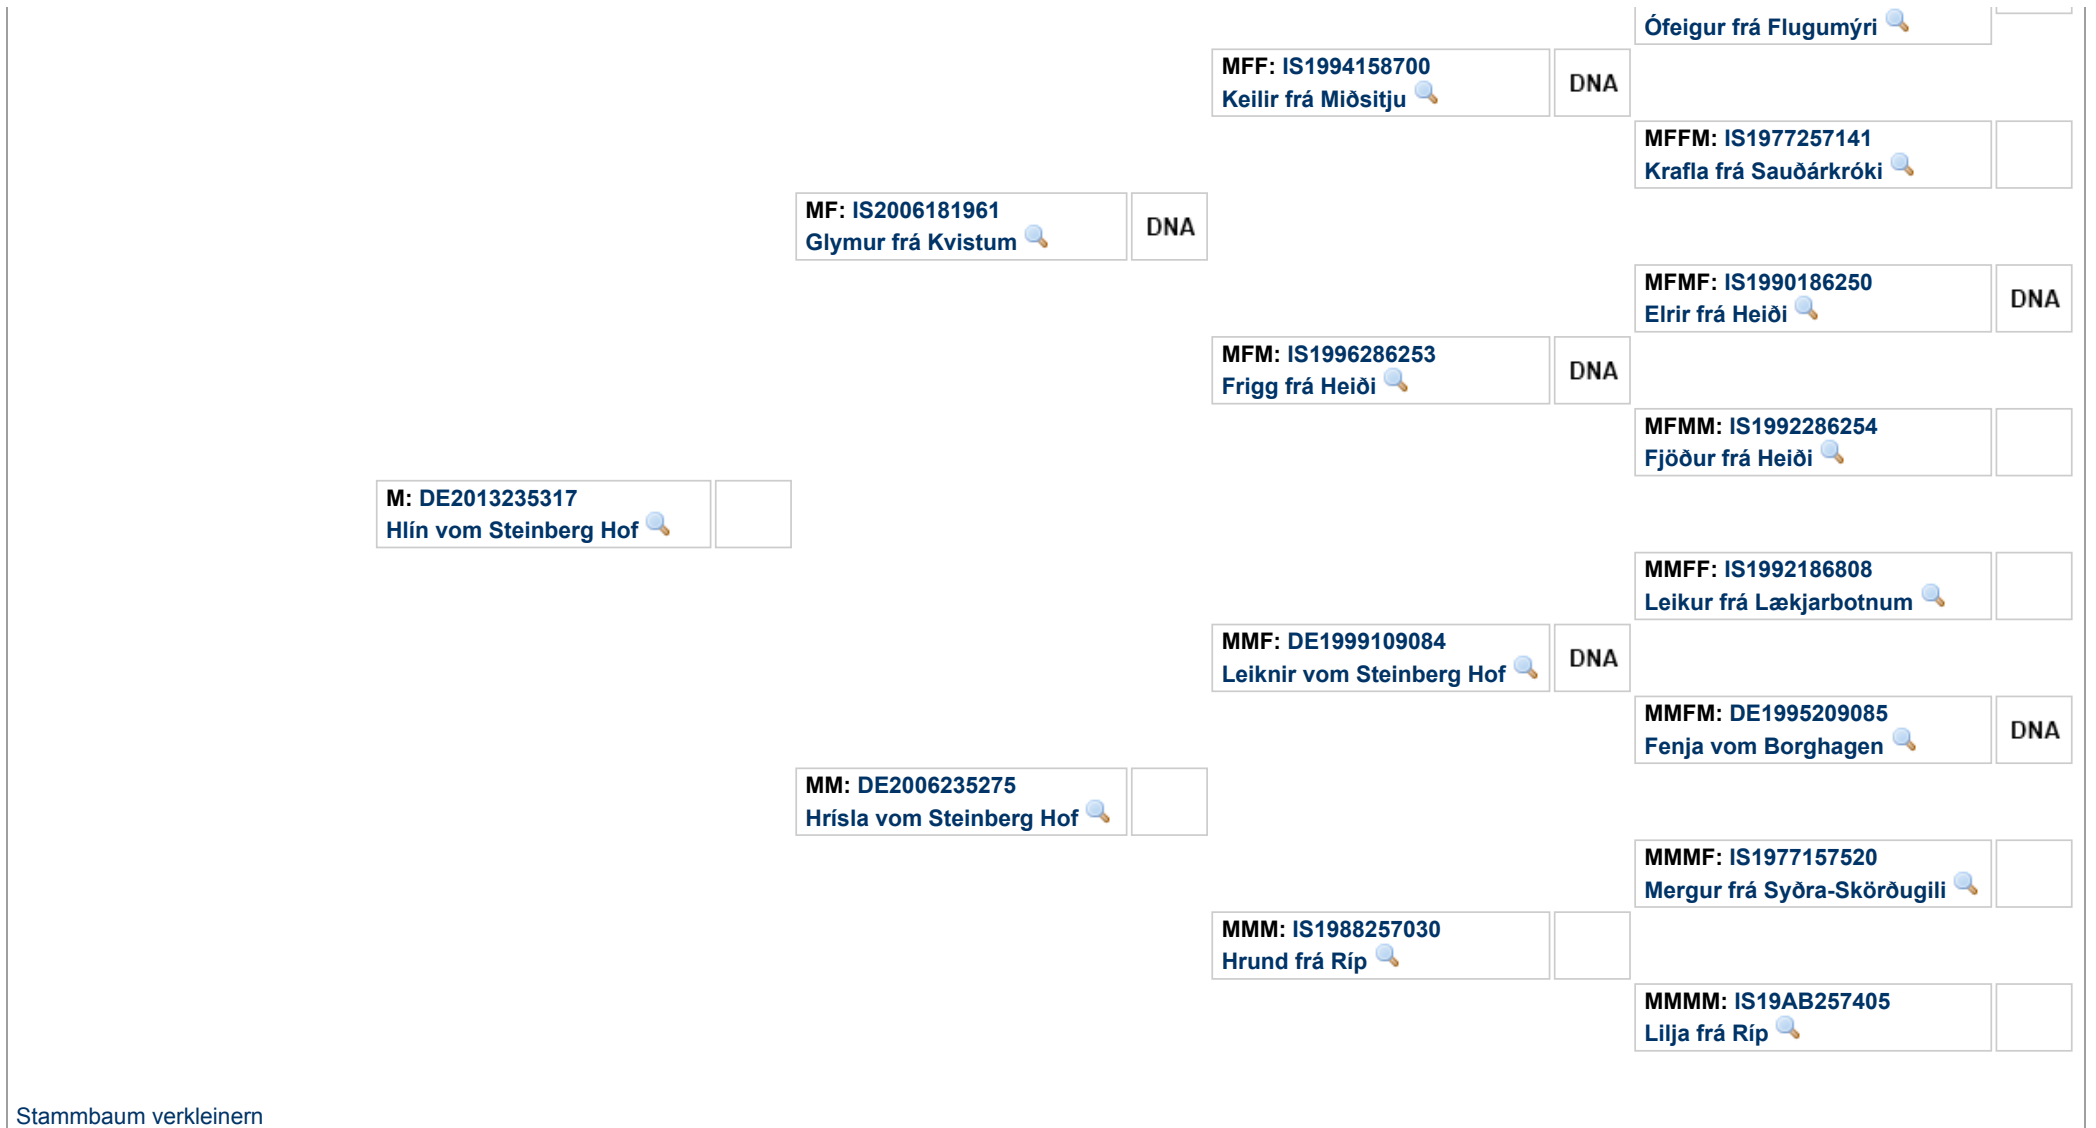 Ófeigur frá Flugumýri
MFF: IS1994158700
Keilir frá Miðsitju
DNA
MFFM: IS1977257141
Krafla frá Sauðárkróki
MF: IS2006181961
Glymur frá Kvistum
DNA
MFMF: IS1990186250
Elrir frá Heiði
DNA
MFM: IS1996286253
Frigg frá Heiði
DNA
MFMM: IS1992286254
Fjöður frá Heiði
M: DE2013235317
Hlín vom Steinberg Hof
MMFF: IS1992186808
Leikur frá Lækjarbotnum
MMF: DE1999109084
Leiknir vom Steinberg Hof
DNA
MMFM: DE1995209085
Fenja vom Borghagen
DNA
MM: DE2006235275
Hrísla vom Steinberg Hof
MMMF: IS1977157520
Mergur frá Syðra-Skörðugili
MMM: IS1988257030
Hrund frá Ríp
MMMM: IS19AB257405
Lilja frá Ríp
Stammbaum verkleinern